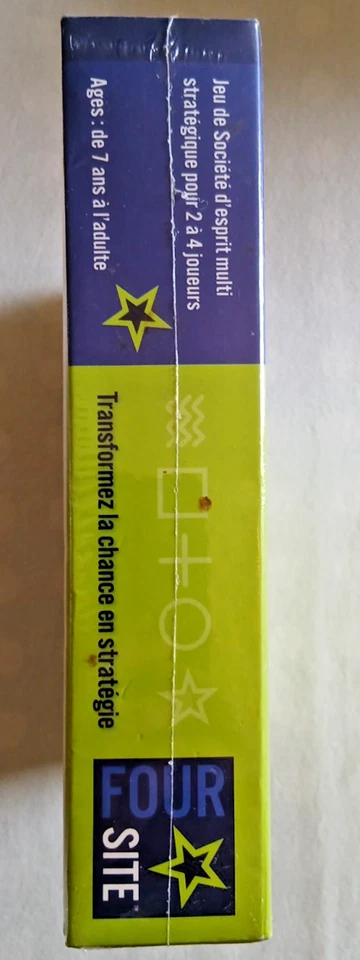 Jeu de Société d'esprit multi
stratégique pour 2 à 4 joueurs
Ages : de 7 ans à l'adulte
Transformez la chance en stratégie
FOUR
SITE